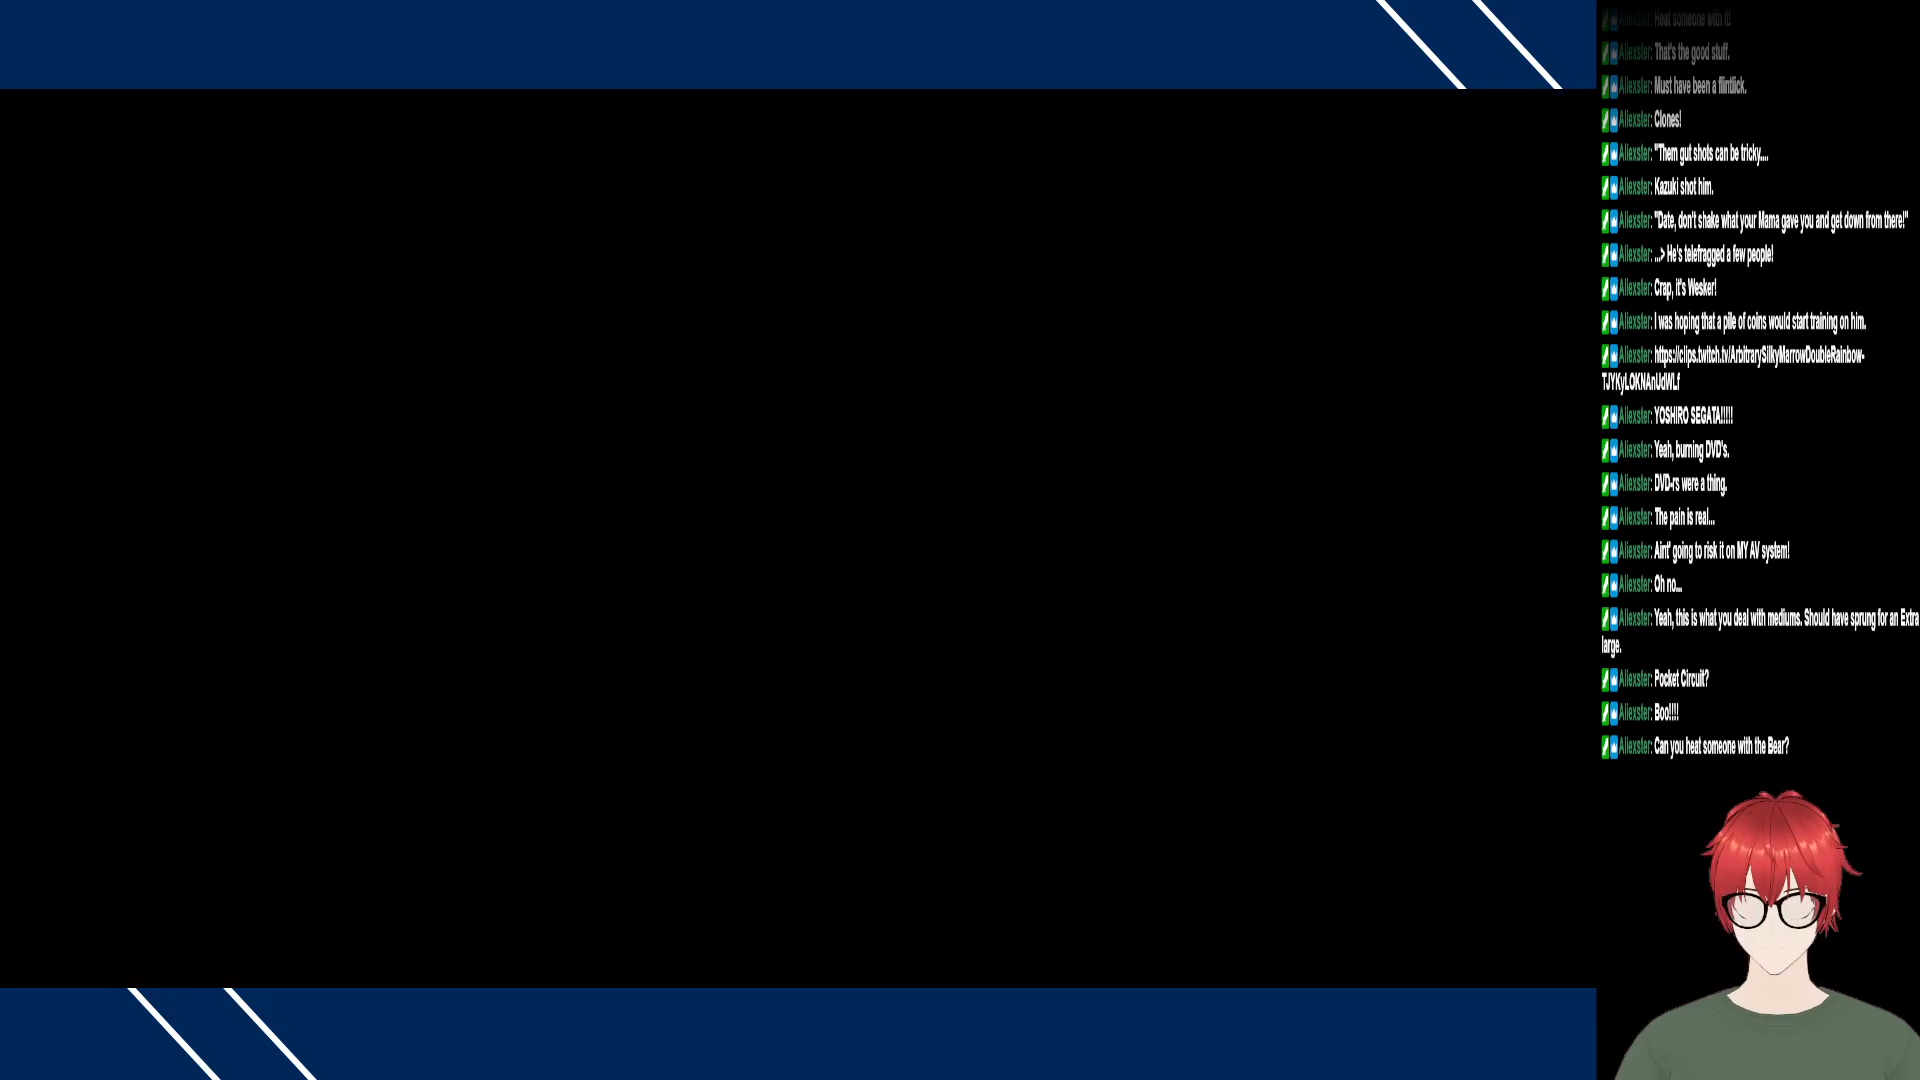 Aliexster: Heat someone with it!
Aliexster: That's the good stuff.
Aliexster: Must have been a flintlick.
Aliexster: Clones!
Aliexster: "Them gut shots can be tricky....
Aliexster: Kazuki shot him.
Aliexster: "Date, don't shake what your Mama gave you and get down from there!"
Aliexster: ...> He's telefragged a few people!
Aliexster: Crap, it's Wesker!
Aliexster: I was hoping that a pile of coins would start training on him.
Aliexster: https://clips.twitch.tv/ArbitrarySilkyMarrowDoubleRainbow-
TJYKyLOKNAnUdWLf
Aliexster: YOSHIRO SEGATA!!!!!
Aliexster: Yeah, burning DVD's.
Aliexster: DVD-rs were a thing.
Aliexster: The pain is real...
Aliexster: Aint' going to risk it on MY AV system!
Aliexster: Oh no...
Aliexster: Yeah, this is what you deal with mediums. Should have sprung for an Extra
large.
Aliexster: Pocket Circuit?
Aliexster: Boo!!!!
Aliexster: Can you heat someone with the Bear?